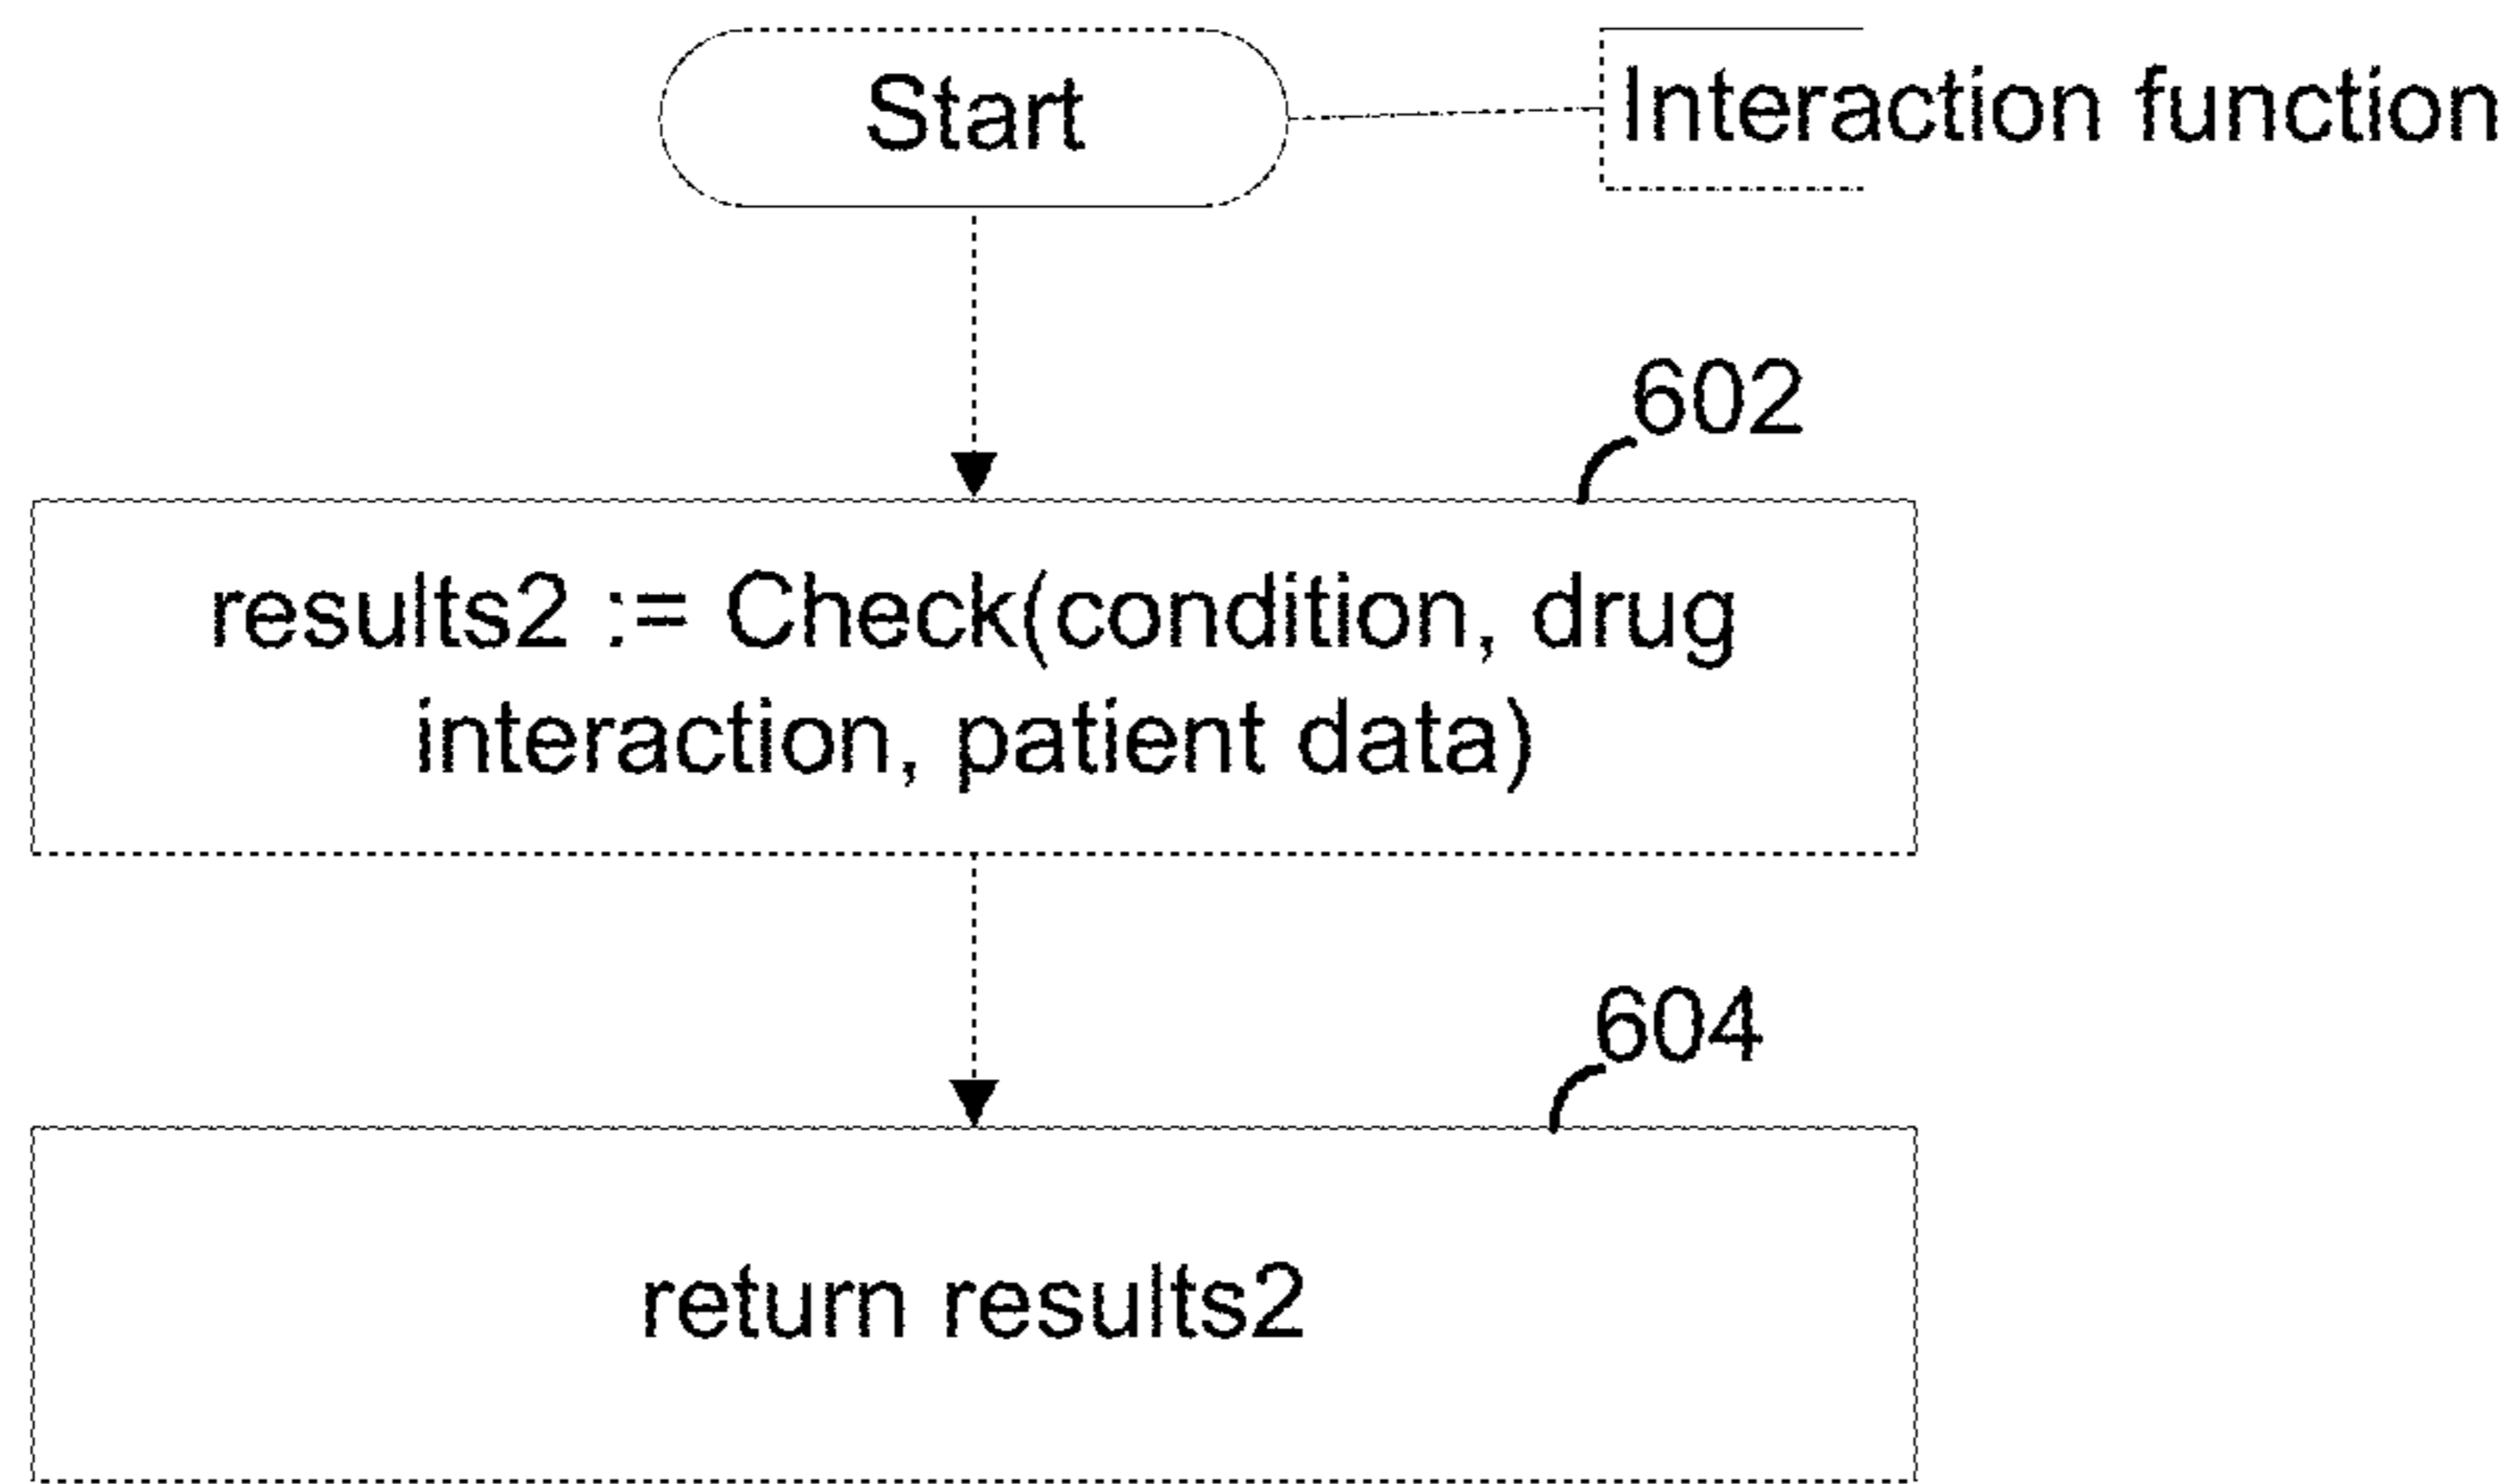 Start
Interaction function
602
results2 := Check(condition, drug
interaction, patient data)
604
return results2